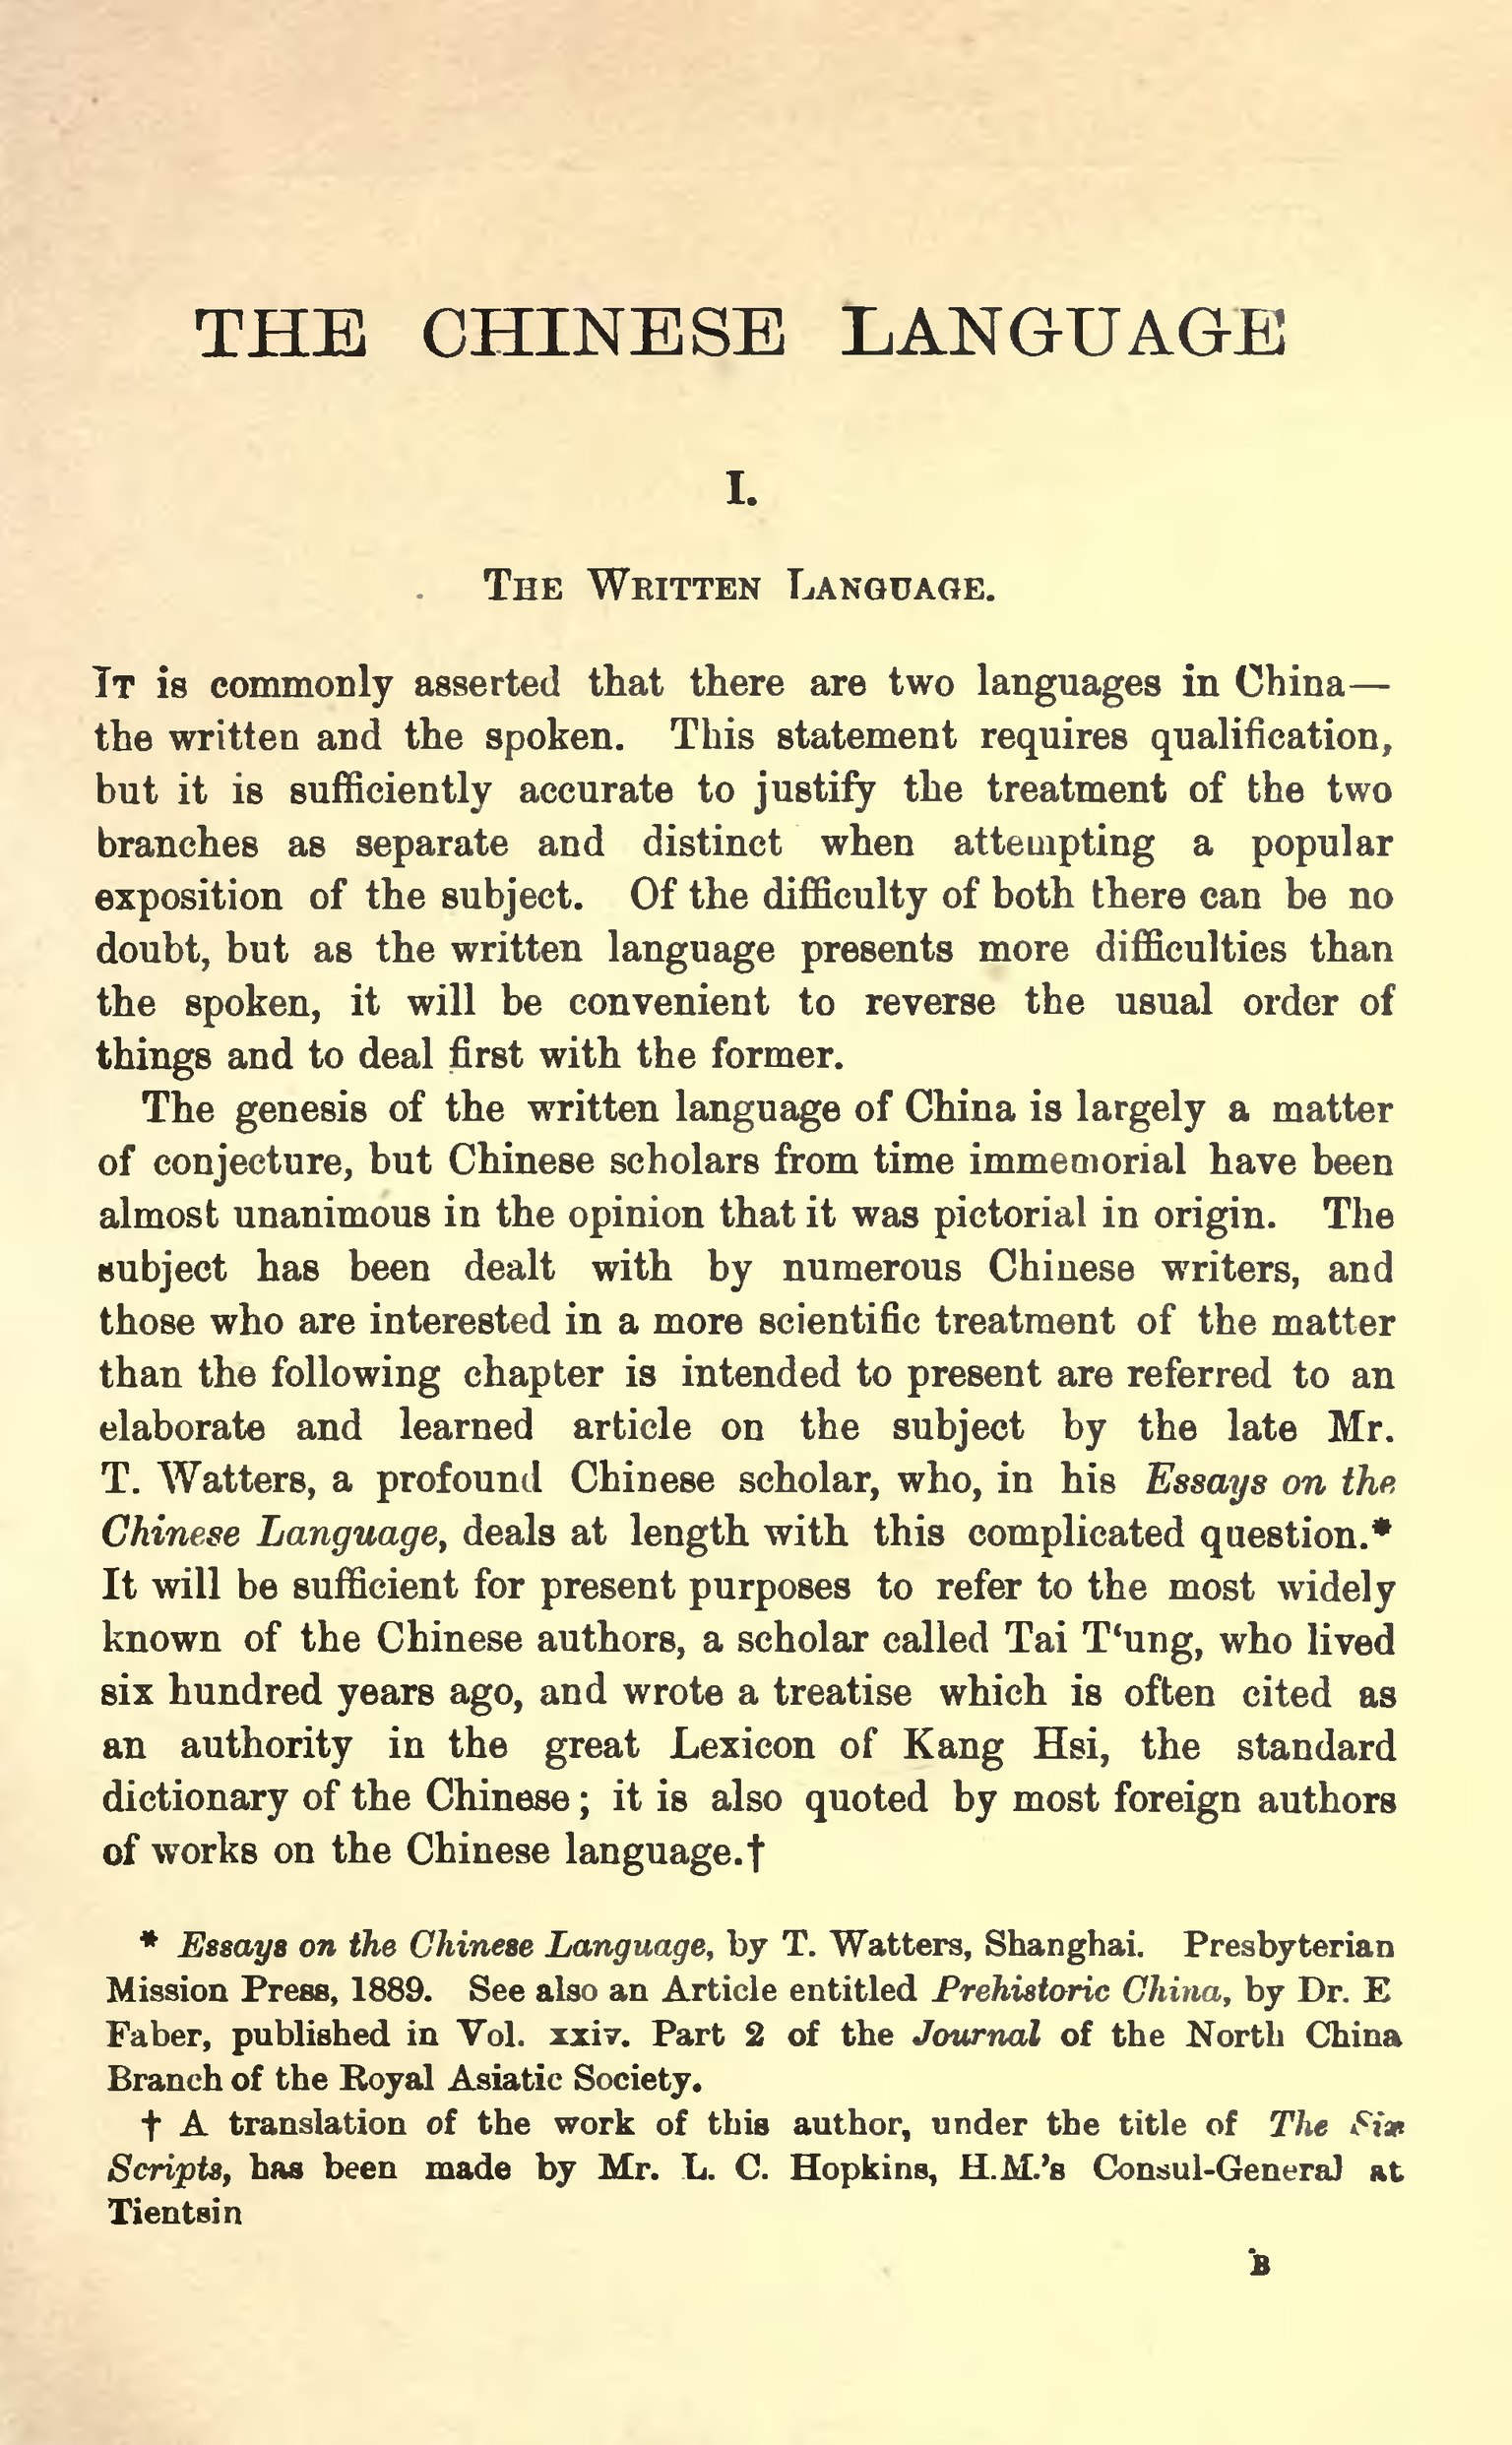 THE CHINESE LANGUAGE
I.
THE WRITTEN LANGUAGE.
IT is commonly asserted that there are two languages in China—
the written and the spoken. This statement requires qualification,
but it is sufficiently accurate to justify the treatment of the two
branches as separate and distinct when attempting a popular
exposition of the subject. Of the difficulty of both there can be no
doubt, but as the written language presents more difficulties than
the spoken, it will be convenient to reverse the usual order of
things and to deal first with the former.
The genesis of the written language of China is largely a matter
of conjecture, but Chinese scholars from time immemorial have been
almost unanimous in the opinion that it was pictorial in origin. The
subject has been dealt with by numerous Chinese writers, and
those who are interested in a more scientific treatment of the matter
than the following chapter is intended to present are referred to an
elaborate and learned article on the subject by the late Mr.
T. Watters, a profound Chinese scholar, who, in his Essays on the
Chinese Language, deals at length with this complicated question.*
It will be sufficient for present purposes to refer to the most widely
known of the Chinese authors, a scholar called Tai T‘ung, who lived
six hundred years ago, and wrote a treatise which is often cited as
an authority in the great Lexicon of Kang Hsi, the standard
dictionary of the Chinese; it is also quoted by most foreign authors
of works on the Chinese language.†
* Essays on the Chinese Language, by T. Watters, Shanghai. Presbyterian
Mission Press, 1889. See also an Article entitled Prehistoric China, by Dr. E
Faber, published in Vol. xxiv. Part 2 of the Journal of the North China
Branch of the Royal Asiatic Society.
† A translation of the work of this author, under the title of The Six
Scripts, has been made by Mr. L. C. Hopkins, H.M.'s Consul-General at
Tientsin
B